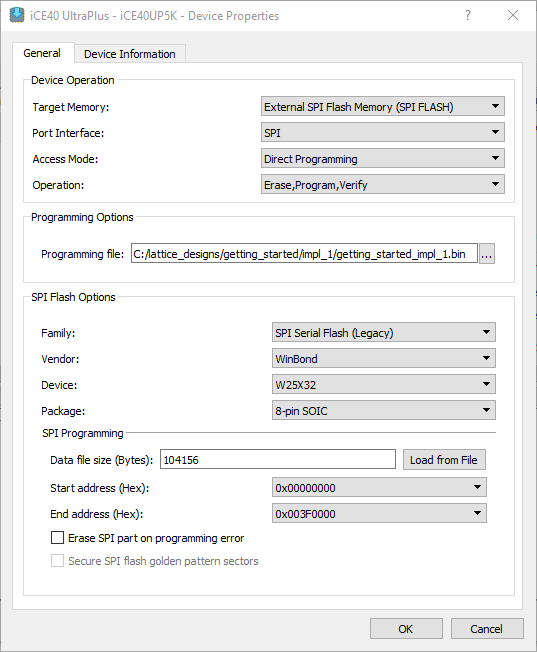 iCE40 UltraPlus - iCE40UP5K - Device Properties
General Device Information
Device Operation
Target Memory: External SPI Flash Memory (SPI FLASH)
Port Interface: SPI
Access Mode: Direct Programming
Operation: Erase,Program,Verify
Programming Options
Programming file: C:/lattice_designs/getting_started/impl_1/getting_started_impl_1.bin ...
SPI Flash Options
Family: SPI Serial Flash (Legacy)
Vendor: WinBond
Device: W25X32
Package: 8-pin SOIC
SPI Programming
Data file size (Bytes): 104156 Load from File
Start address (Hex): 0x00000000
End address (Hex): 0x003F0000
Erase SPI part on programming error
Secure SPI flash golden pattern sectors
OK Cancel